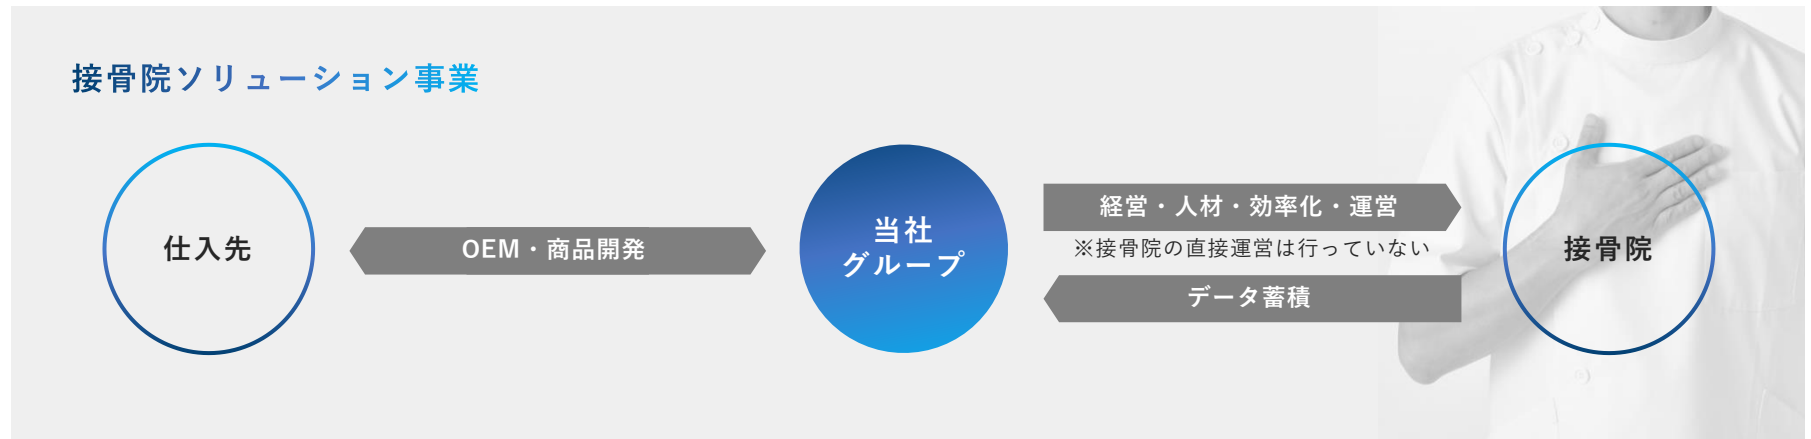 接骨院ソリューション事業
仕入先
OEM・商品開発
当社
グループ
経営・人材・効率化・運営
※接骨院の直接運営は行っていない
データ蓄積
接骨院